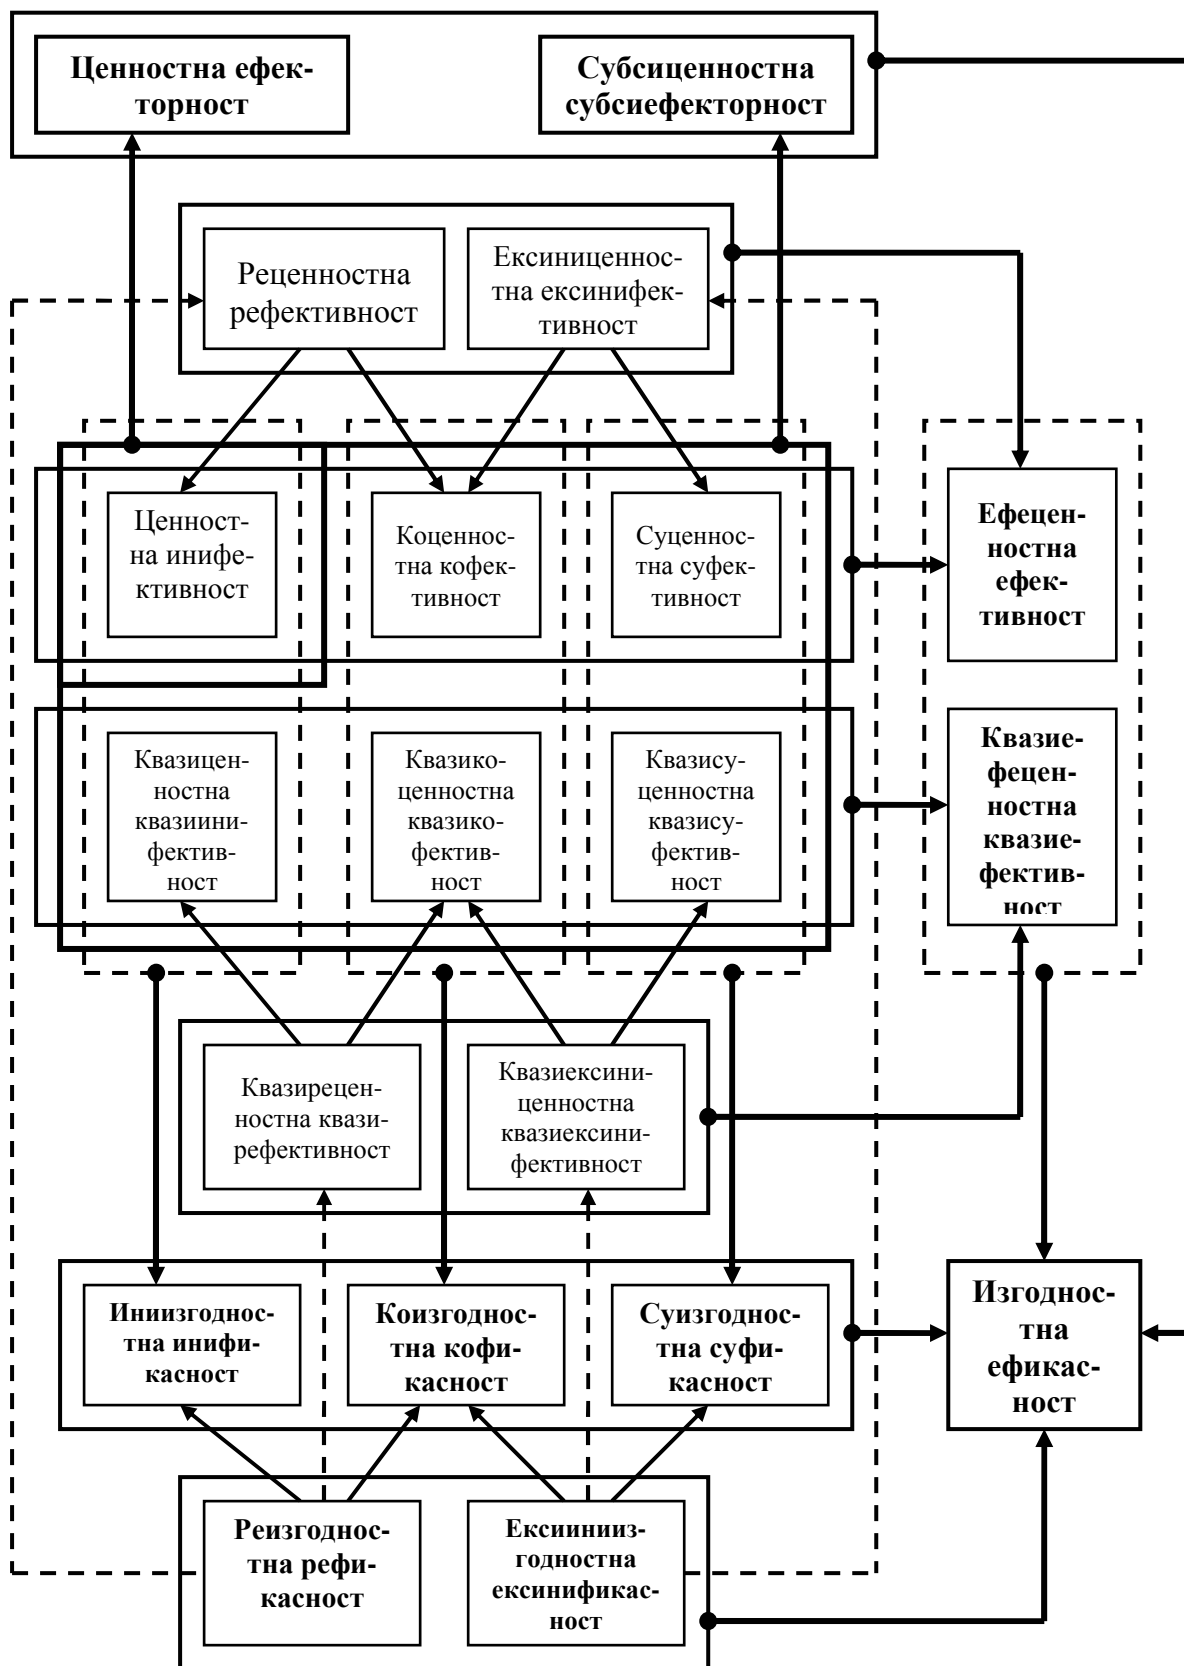 Ценностна ефек-
торност
Субсиценностна
субсиефекторност
Реценностна
рефективност
Ексиниценнос-
тна ексинифек-
тивност
Ценност-
на инифе-
ктивност
Коценнос-
тна кофек-
тивност
Суценнос-
тна суфек-
тивност
Ефецен-
ностна
ефек-
тивност
Квазицен-
ностна
квазиини-
фектив-
ност
Квазико-
ценностна
квазико-
фектив-
ност
Квазису-
ценностна
квазису-
фектив-
ност
Квазие-
фецен-
ностна
квазие-
фектив-
ност
Квазирецен-
ностна квази-
рефективност
Квазиексини-
ценностна
квазиексини-
фективност
Иниизгоднос-
тна инифи-
касност
Коизгоднос-
тна кофи-
касност
Суизгоднос-
тна суфи-
касност
Изгоднос-
тна
ефикас-
ност
Реизгоднос-
тна рефи-
касност
Ексииниизг-
годностна
ексинификас-
ност